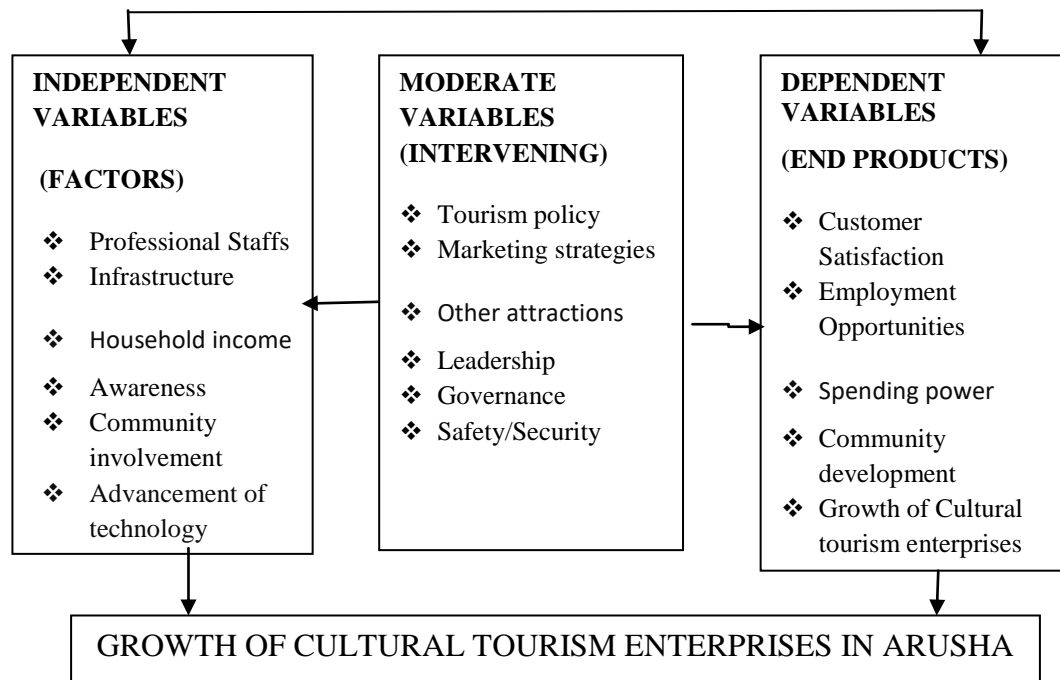 INDEPENDENT
VARIABLES
(FACTORS)
❖ Professional Staffs
❖ Infrastructure
❖ Household income
❖ Awareness
❖ Community
involvement
❖ Advancement of
technology
MODERATE
VARIABLES
(INTERVENING)
❖ Tourism policy
❖ Marketing strategies
❖ Other attractions
❖ Leadership
❖ Governance
❖ Safety/Security
DEPENDENT
VARIABLES
(END PRODUCTS)
❖ Customer
Satisfaction
❖ Employment
Opportunities
❖ Spending power
❖ Community
development
❖ Growth of Cultural
tourism enterprises
GROWTH OF CULTURAL TOURISM ENTERPRISES IN ARUSHA